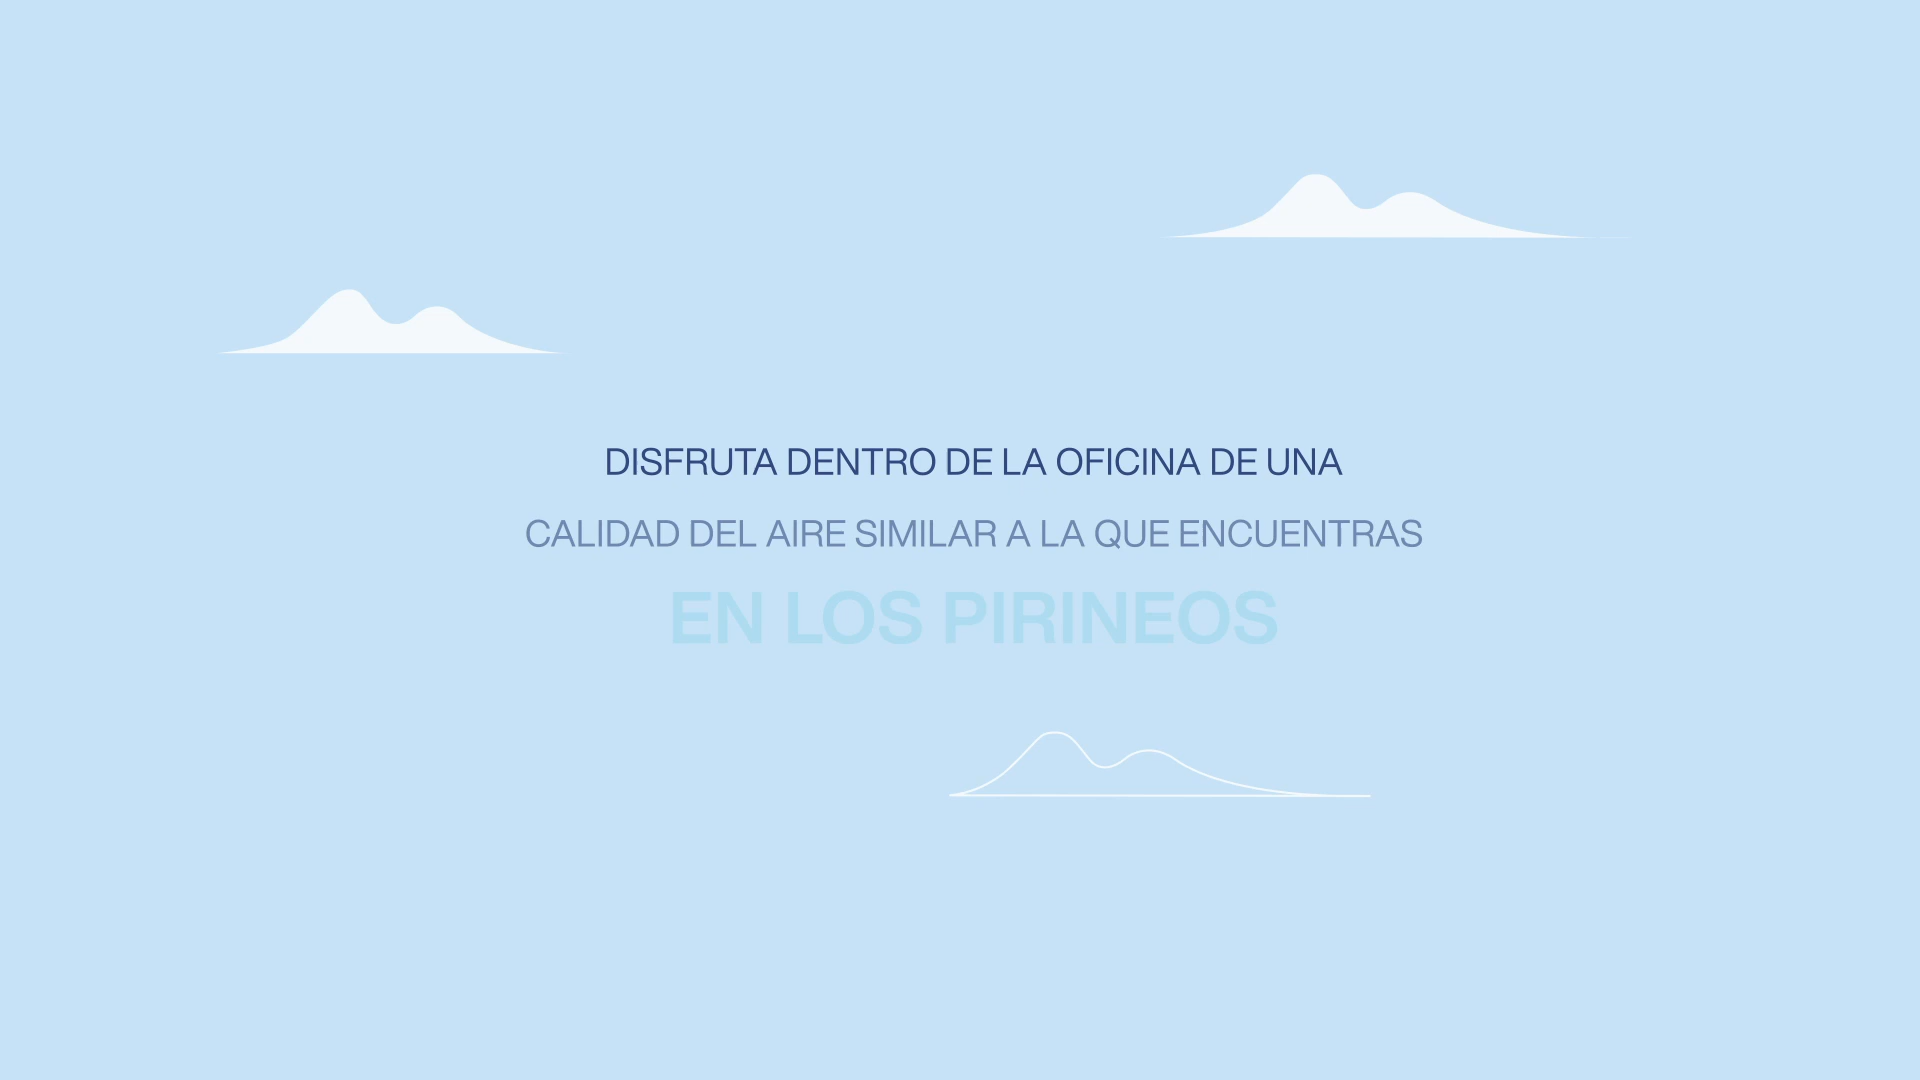 DISFRUTA DENTRO DE LA OFICINA DE UNA
CALIDAD DEL AIRE SIMILAR A LA QUE ENCUENTRAS
EN LOS PIRINEOS